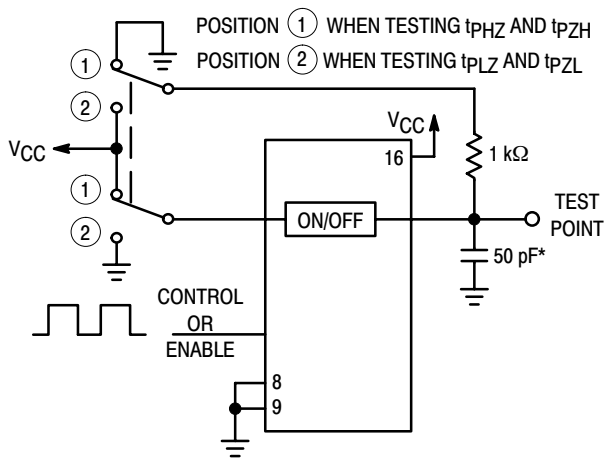 POSITION 1 WHEN TESTING tPHZ AND tPZH
POSITION 2 WHEN TESTING tPLZ AND tPZL
1
2
VCC
1
2
VCC
16
1 kΩ
ON/OFF
TEST
POINT
50 pF*
CONTROL
OR
ENABLE
8
9